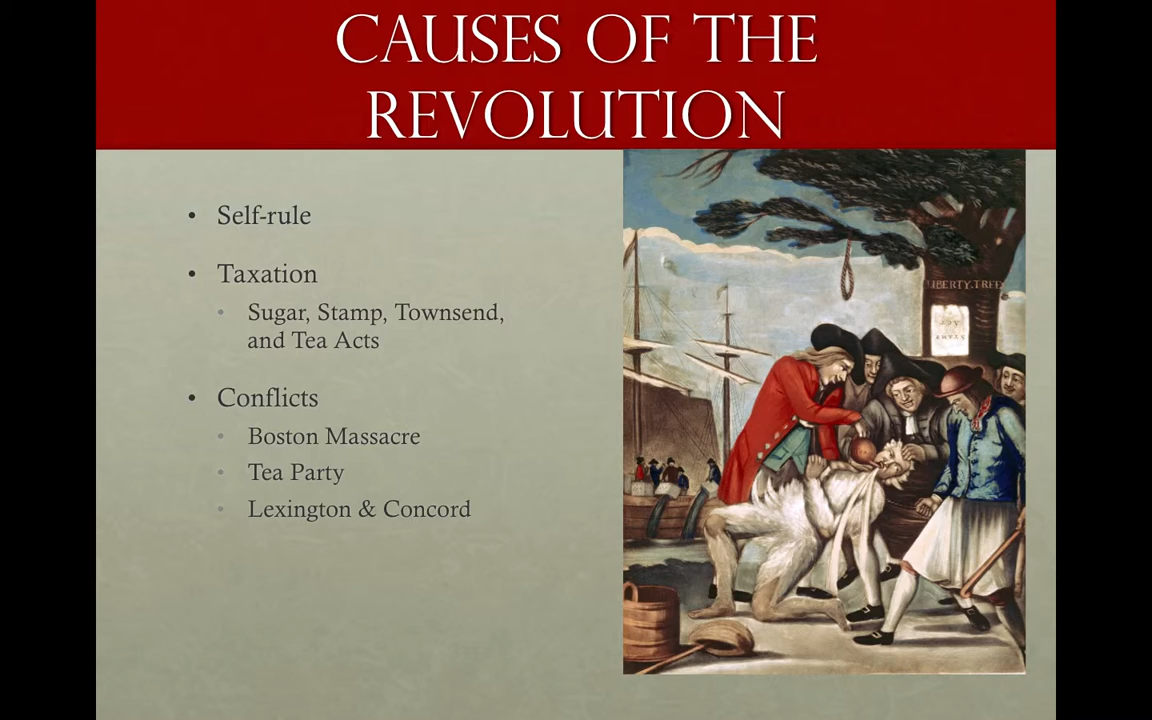 CAUSES OF THE
REVOLUTION
• Self-rule
• Taxation
• Sugar, Stamp, Townsend,
and Tea Acts
• Conflicts
• Boston Massacre
• Tea Party
• Lexington & Concord
LIBERTY.TREE